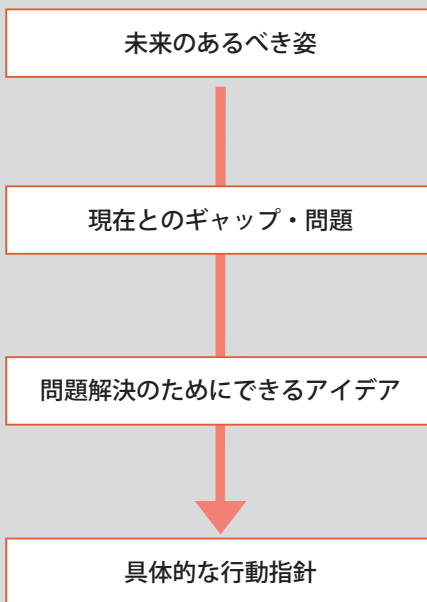 未来のあるべき姿
現在とのギャップ・問題
問題解決のためにできるアイデア
具体的な行動指針